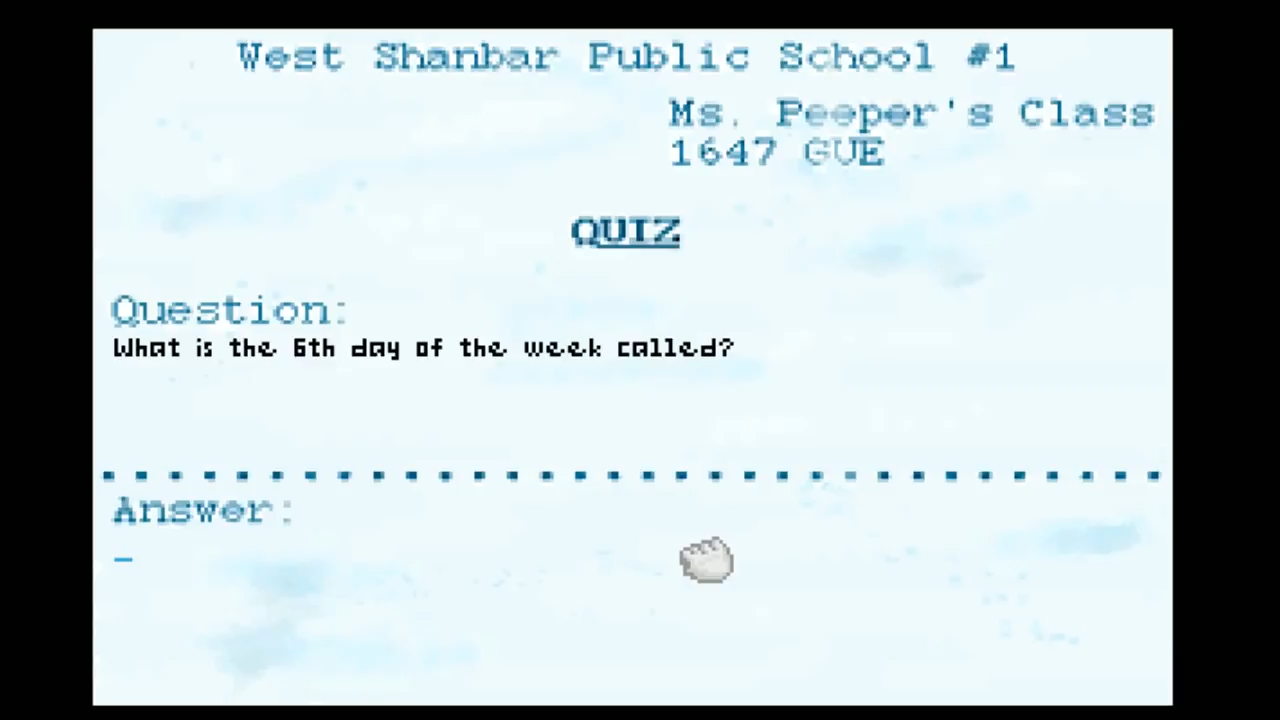 West Shanbar Public School #1
Ms. Peeper's Class
1647 GUE
QUIZ
Question:
What is the 6th day of the week called?
Answer: